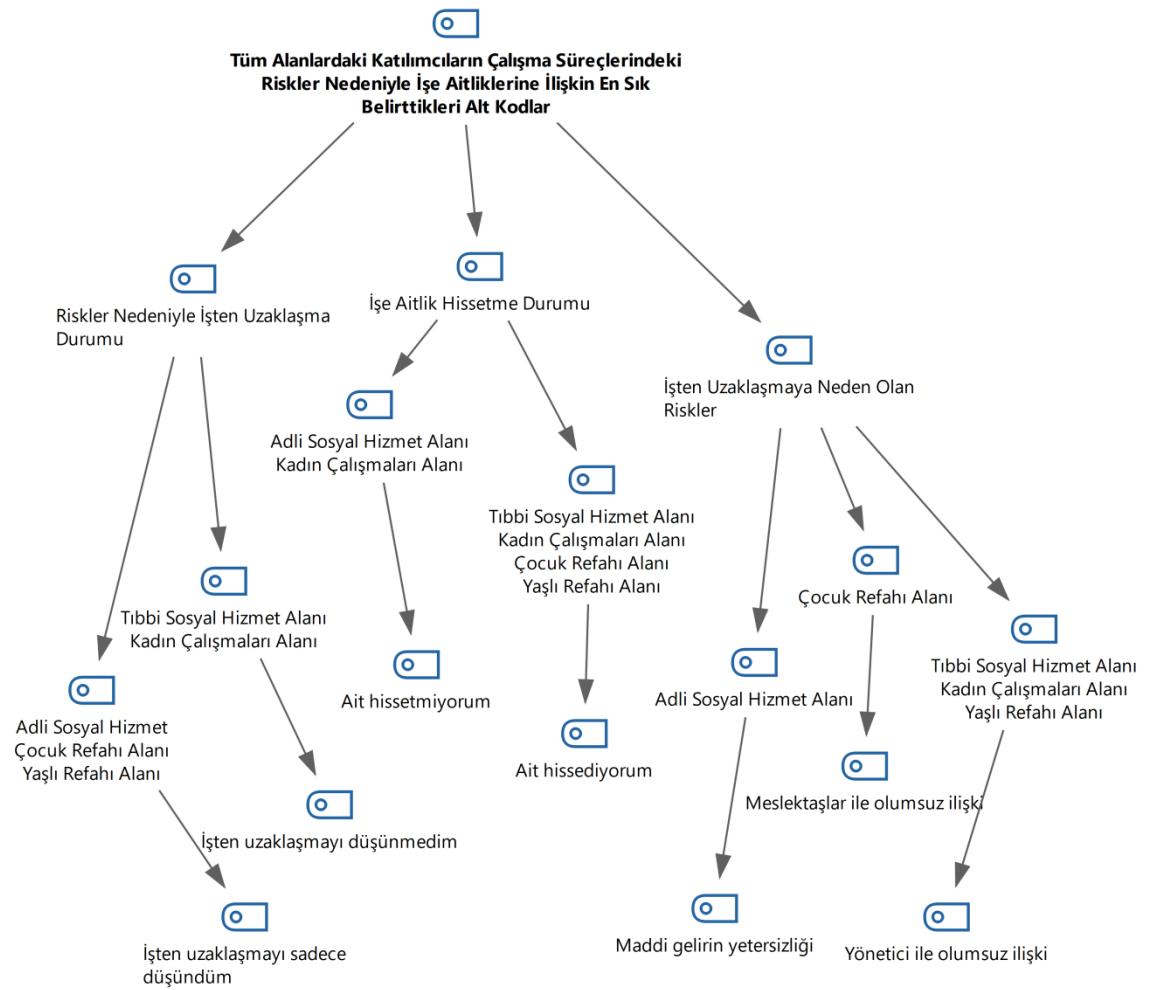 Tüm Alanlardaki Katılımcıların Çalışma Süreçlerindeki
Riskler Nedeniyle İşe Aitliklerine İlişkin En Sık
Belirttikleri Alt Kodlar
Riskler Nedeniyle İşten Uzaklaşma
Durumu
İşe Aitlik Hissetme Durumu
İşten Uzaklaşmaya Neden Olan
Riskler
Adli Sosyal Hizmet Alanı
Kadın Çalışmaları Alanı
Tıbbi Sosyal Hizmet Alanı
Kadın Çalışmaları Alanı
Çocuk Refahı Alanı
Yaşlı Refahı Alanı
Çocuk Refahı Alanı
Tıbbi Sosyal Hizmet Alanı
Kadın Çalışmaları Alanı
Tıbbi Sosyal Hizmet Alanı
Kadın Çalışmaları Alanı
Yaşlı Refahı Alanı
Adli Sosyal Hizmet
Çocuk Refahı Alanı
Yaşlı Refahı Alanı
Ait hissetmiyorum
Adli Sosyal Hizmet Alanı
Ait hissediyorum
Meslektaşlar ile olumsuz ilişki
İşten uzaklaşmayı düşünmedim
İşten uzaklaşmayı sadece
düşündüm
Maddi gelirin yetersizliği
Yönetici ile olumsuz ilişki